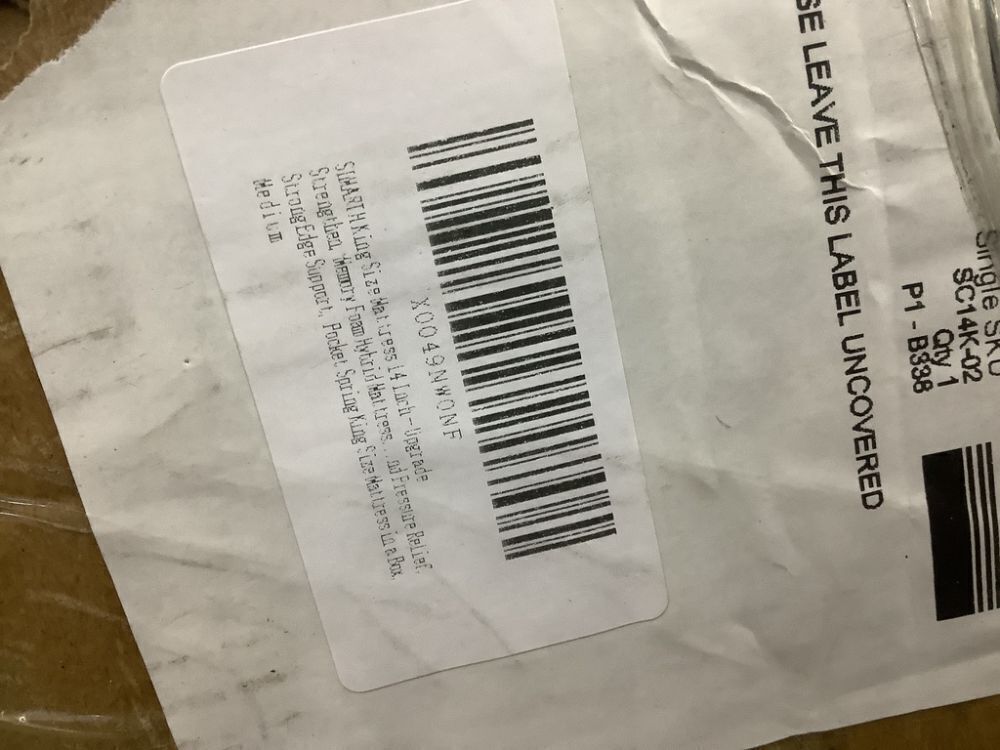 SE LEAVE THIS LABEL UNCOVERED
Single SKU
SC14K-02
Qty 1
P1 - B338
X0049NWONF
King Size Mattress 14 Inch - Upgrade
Strengthen, Memory Foam Hybrid Mattress... nd Pressure Relief,
Strong Edge Support, Pocket Spring King Size Mattress in a Box,
Medium